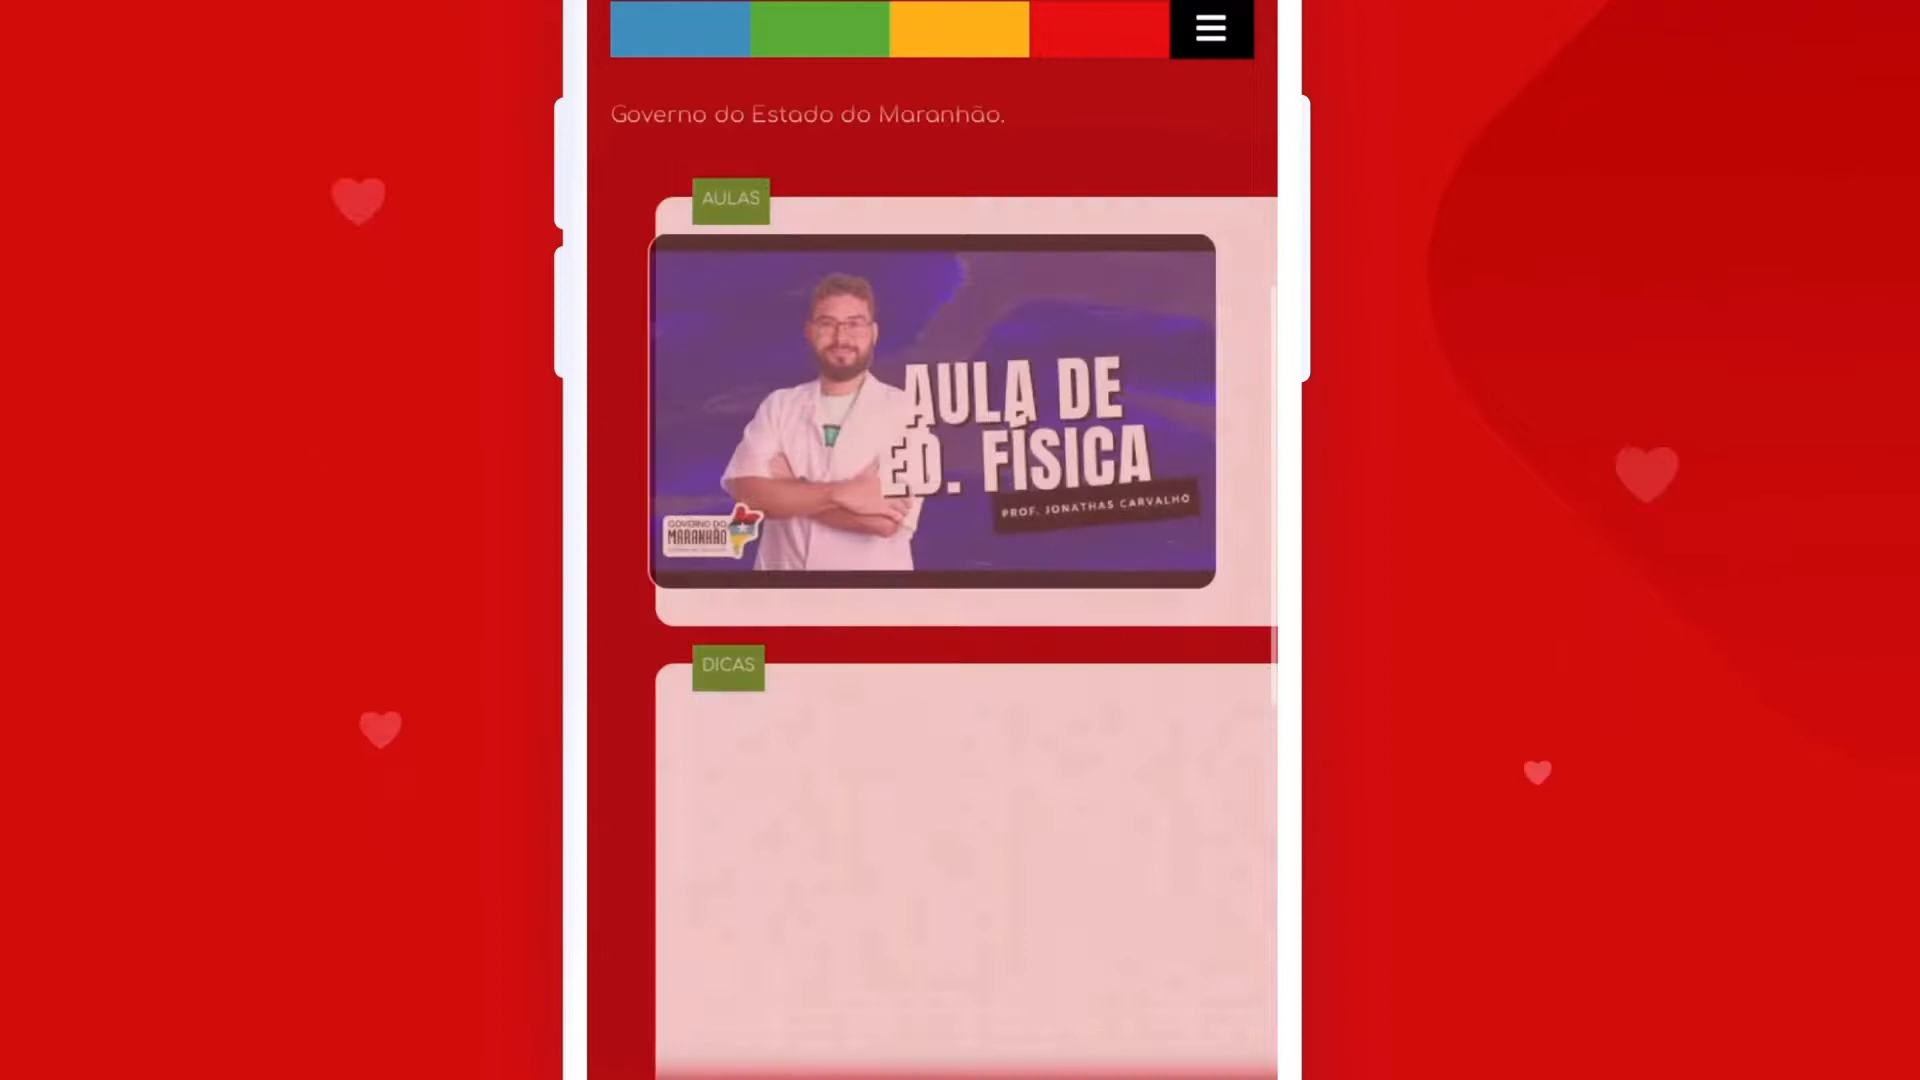 Governo do Estado do Maranhão.
AULAS
AULA DE
ED. FÍSICA
PROF. JONATHAS CARVALHO
GOVERNO DO
MARANHÃO
DICAS